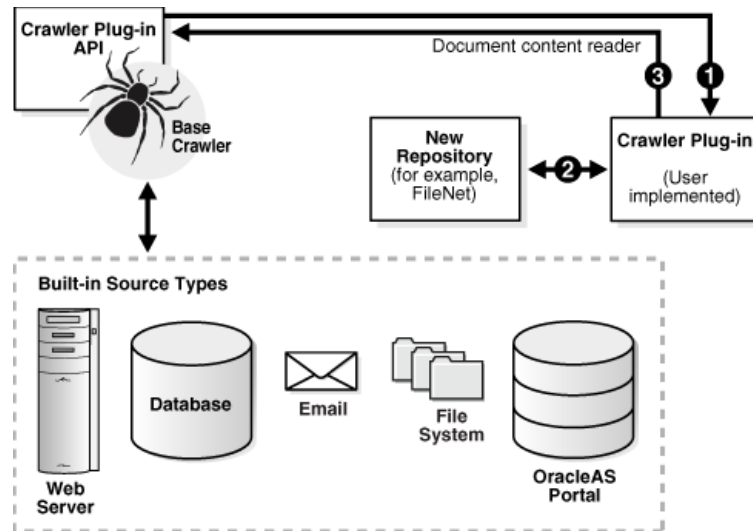 Crawler Plug-in
API
Base
Crawler
Document content reader
3
1
New
Repository
(for example,
FileNet)
2
Crawler Plug-in
(User
implemented)
Built-in Source Types
Web
Server
Database
Email
File
System
OracleAS
Portal